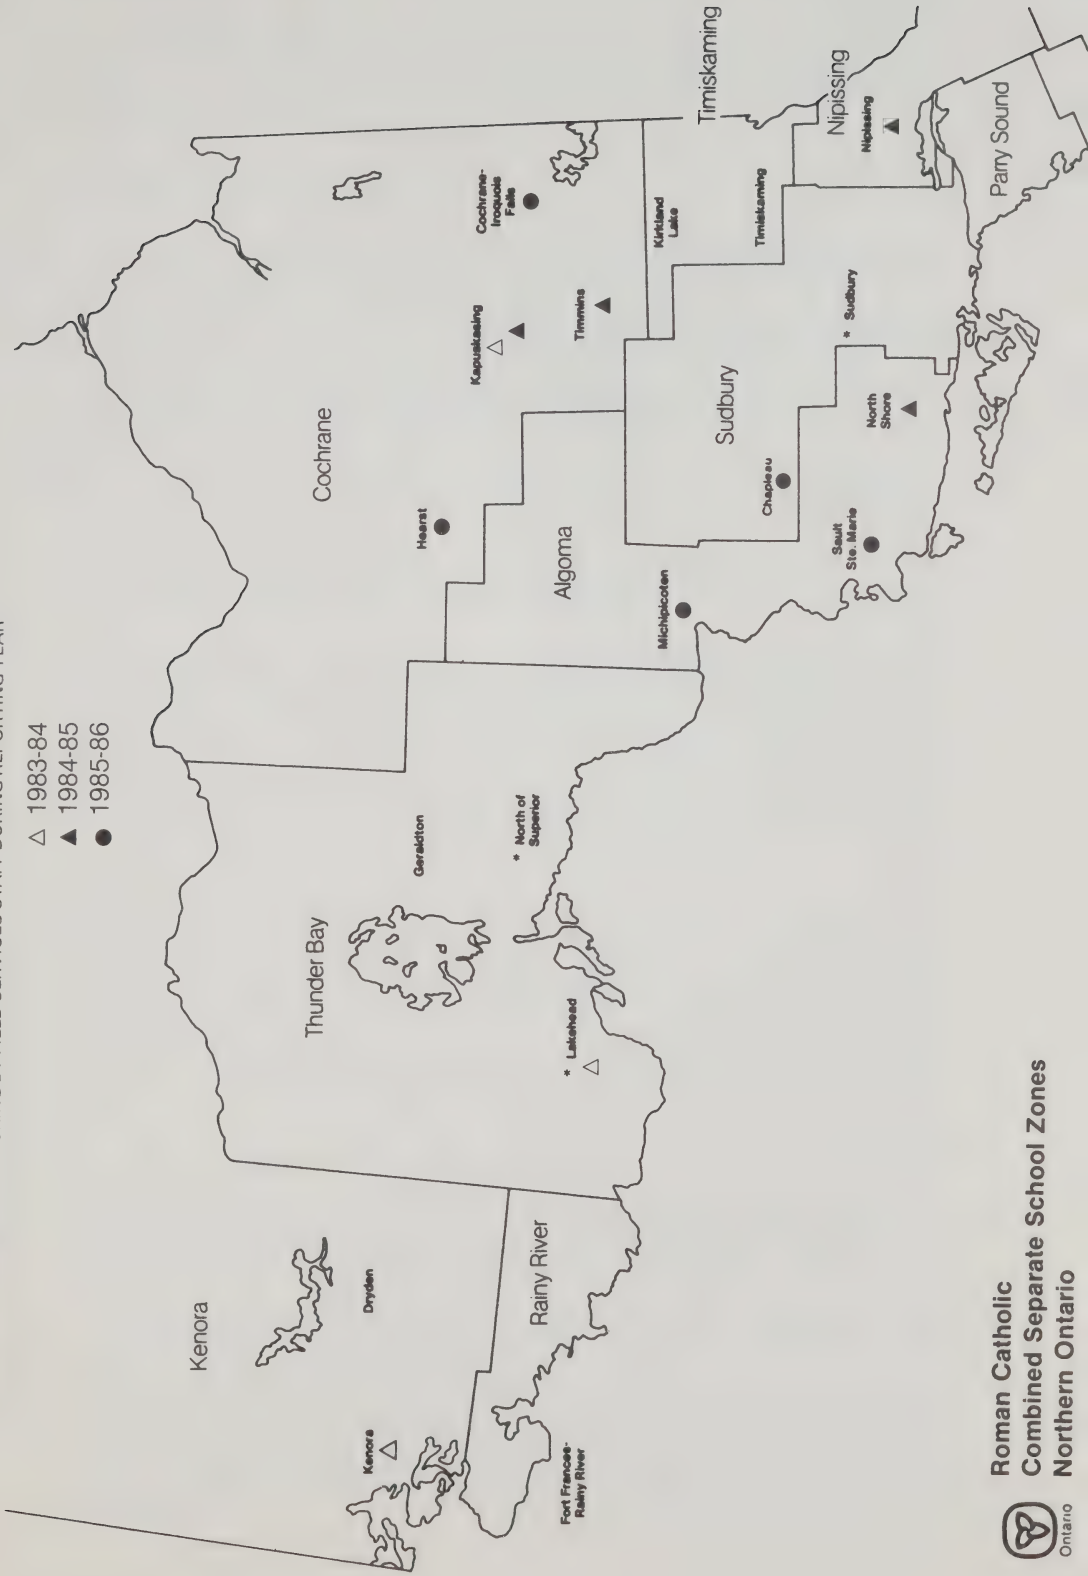 △ 1983-84
▲ 1984-85
● 1985-86
Kenora
Kenora
Dryden
Rainy River
Fort Frances-
Rainy River
Thunder Bay
Geraldton
* North of
Superior
* Lakehead
Cochrane
Hearst
Kapuskasing
Cochrane-
Iroquois
Falls
Timmins
Algoma
Michipicoten
Sault
Ste. Marie
North
Shore
Sudbury
Chapleau
* Sudbury
Kirkland
Lake
Timiskaming
Timiskaming
Nipissing
Nipissing
Parry Sound
Ontario
Roman Catholic
Combined Separate School Zones
Northern Ontario